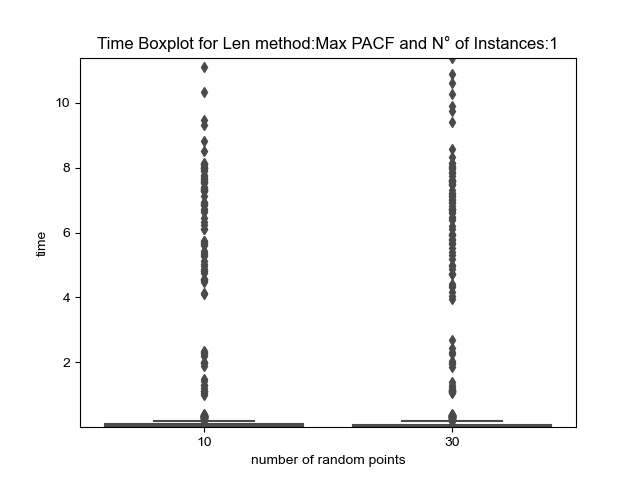 Time Boxplot for Len method:Max PACF and N° of Instances:1
time
10
8
6
4
2
10 30
number of random points